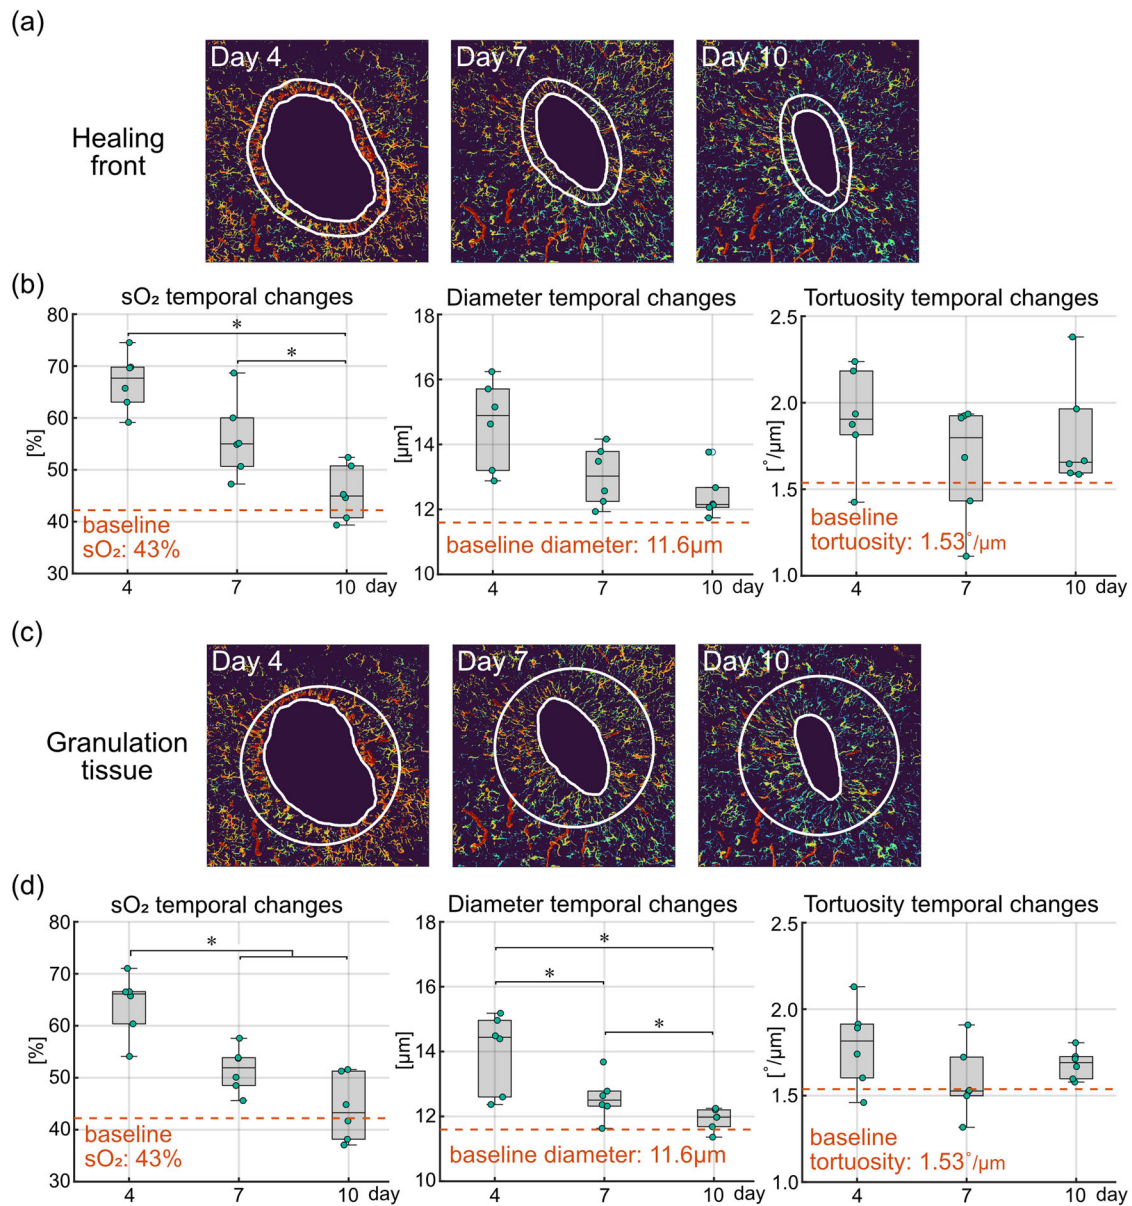 (a)
Day 4
Day 7
Day 10
Healing
front
(b)
sO₂ temporal changes
Diameter temporal changes
Tortuosity temporal changes
80
70
60
50
40
30
[%]
*
*
baseline
sO₂: 43%
4
7
10
day
18
16
14
12
10
[µm]
baseline diameter: 11.6µm
4
7
10
day
2.5
2.0
1.5
1.0
[°/µm]
baseline
tortuosity: 1.53°/µm
4
7
10
day
(c)
Day 4
Day 7
Day 10
Granulation
tissue
(d)
sO₂ temporal changes
Diameter temporal changes
Tortuosity temporal changes
80
70
60
50
40
30
[%]
*
baseline
sO₂: 43%
4
7
10
day
18
16
14
12
10
[µm]
*
*
*
baseline diameter: 11.6µm
4
7
10
day
2.5
2.0
1.5
1.0
[°/µm]
baseline
tortuosity: 1.53°/µm
4
7
10
day